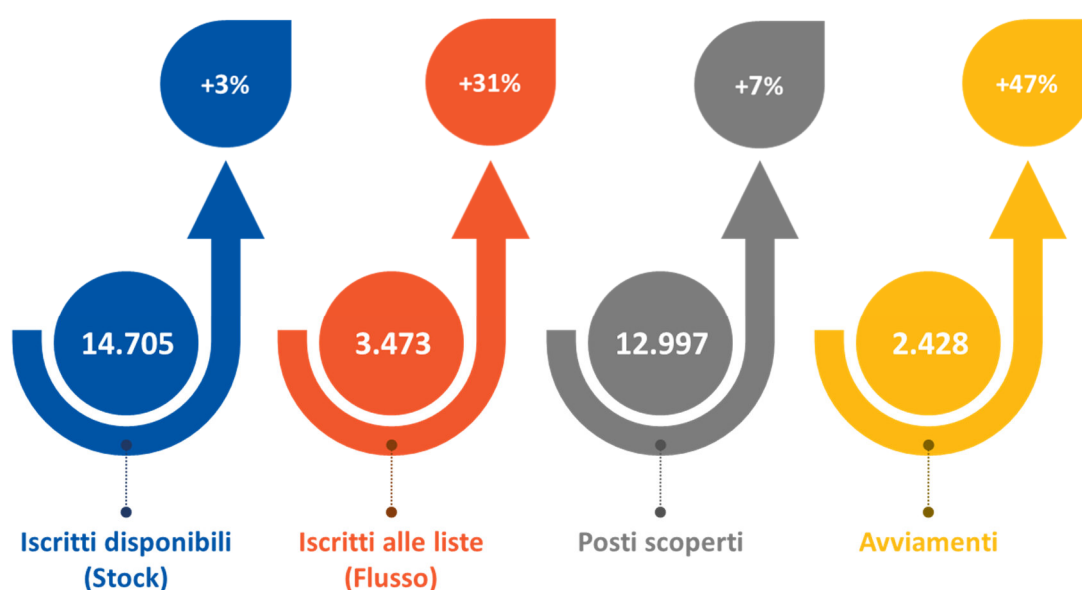 +3%
+31%
+7%
+47%
14.705
3.473
12.997
2.428
Iscritti disponibili
(Stock)
Iscritti alle liste
(Flusso)
Posti scoperti
Avviamenti